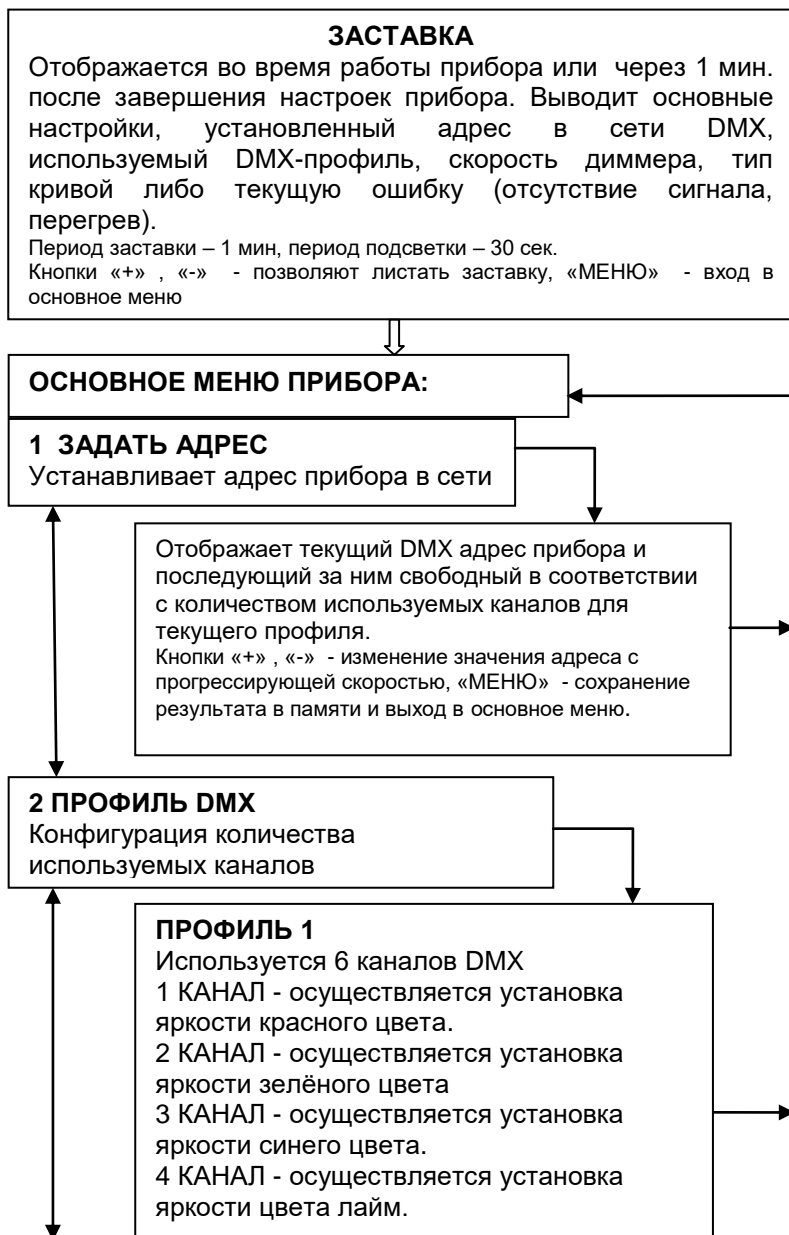 ЗАСТАВКА
Отображается во время работы прибора или через 1 мин.
после завершения настроек прибора. Выводит основные
настройки, установленный адрес в сети DMX,
используемый DMX-профиль, скорость диммера, тип
кривой либо текущую ошибку (отсутствие сигнала,
перегрев).
Период заставки – 1 мин, период подсветки – 30 сек.
Кнопки «+» , «-» - позволяют листать заставку, «МЕНЮ» - вход в
основное меню
ОСНОВНОЕ МЕНЮ ПРИБОРА:
1 ЗАДАТЬ АДРЕС
Устанавливает адрес прибора в сети
Отображает текущий DMX адрес прибора и
последующий за ним свободный в соответствии
с количеством используемых каналов для
текущего профиля.
Кнопки «+» , «-» - изменение значения адреса с
прогрессирующей скоростью, «МЕНЮ» - сохранение
результата в памяти и выход в основное меню.
2 ПРОФИЛЬ DMX
Конфигурация количества
используемых каналов
ПРОФИЛЬ 1
Используется 6 каналов DMX
1 КАНАЛ - осуществляется установка
яркости красного цвета.
2 КАНАЛ - осуществляется установка
яркости зелёного цвета
3 КАНАЛ - осуществляется установка
яркости синего цвета.
4 КАНАЛ - осуществляется установка
яркости цвета лайм.